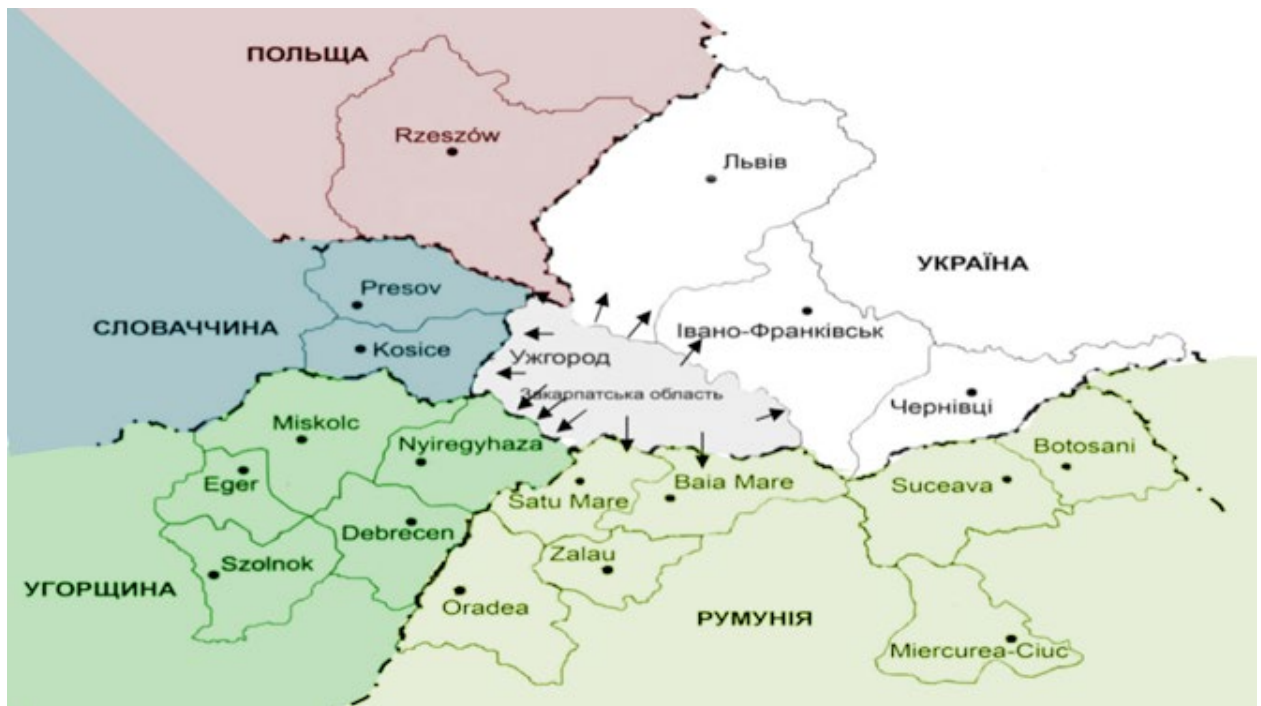 ПОЛЬЩА
Rzeszów
Львів
УКРАЇНА
Presov
СЛОВАЧЧИНА
Івано-Франківськ
Kosice
Ужгород
Закарпатська область
Чернівці
Miskolc
Nyiregyhaza
Botosani
Eger
Satu Mare
Baia Mare
Suceava
Debrecen
Zalau
Szolnok
УГОРЩИНА
Oradea
РУМУНІЯ
Miercurea-Ciuc